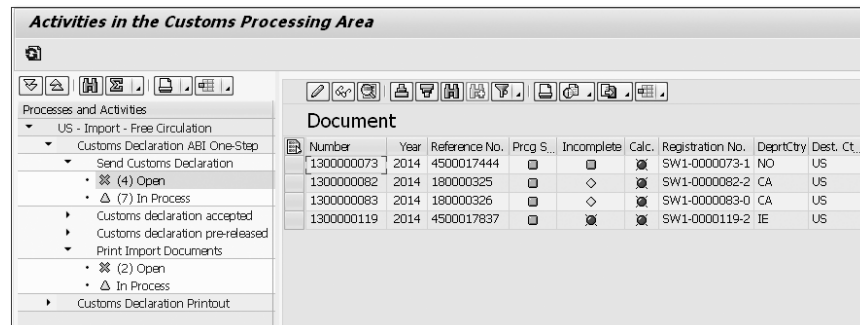 Activities in the Customs Processing Area
Processes and Activities
US - Import - Free Circulation
Customs Declaration ABI One-Step
Send Customs Declaration
(4) Open
(7) In Process
Customs declaration accepted
Customs declaration pre-released
Print Import Documents
(2) Open
In Process
Customs Declaration Printout
Document
Number Year Reference No. Prcg S... Incomplete Calc. Registration No. DeprtCtry Dest. Ct...
1300000073 2014 4500017444 SW1-0000073-1 NO US
1300000082 2014 180000325 SW1-0000082-2 CA US
1300000083 2014 180000326 SW1-0000083-0 CA US
1300000119 2014 4500017837 SW1-0000119-2 IE US